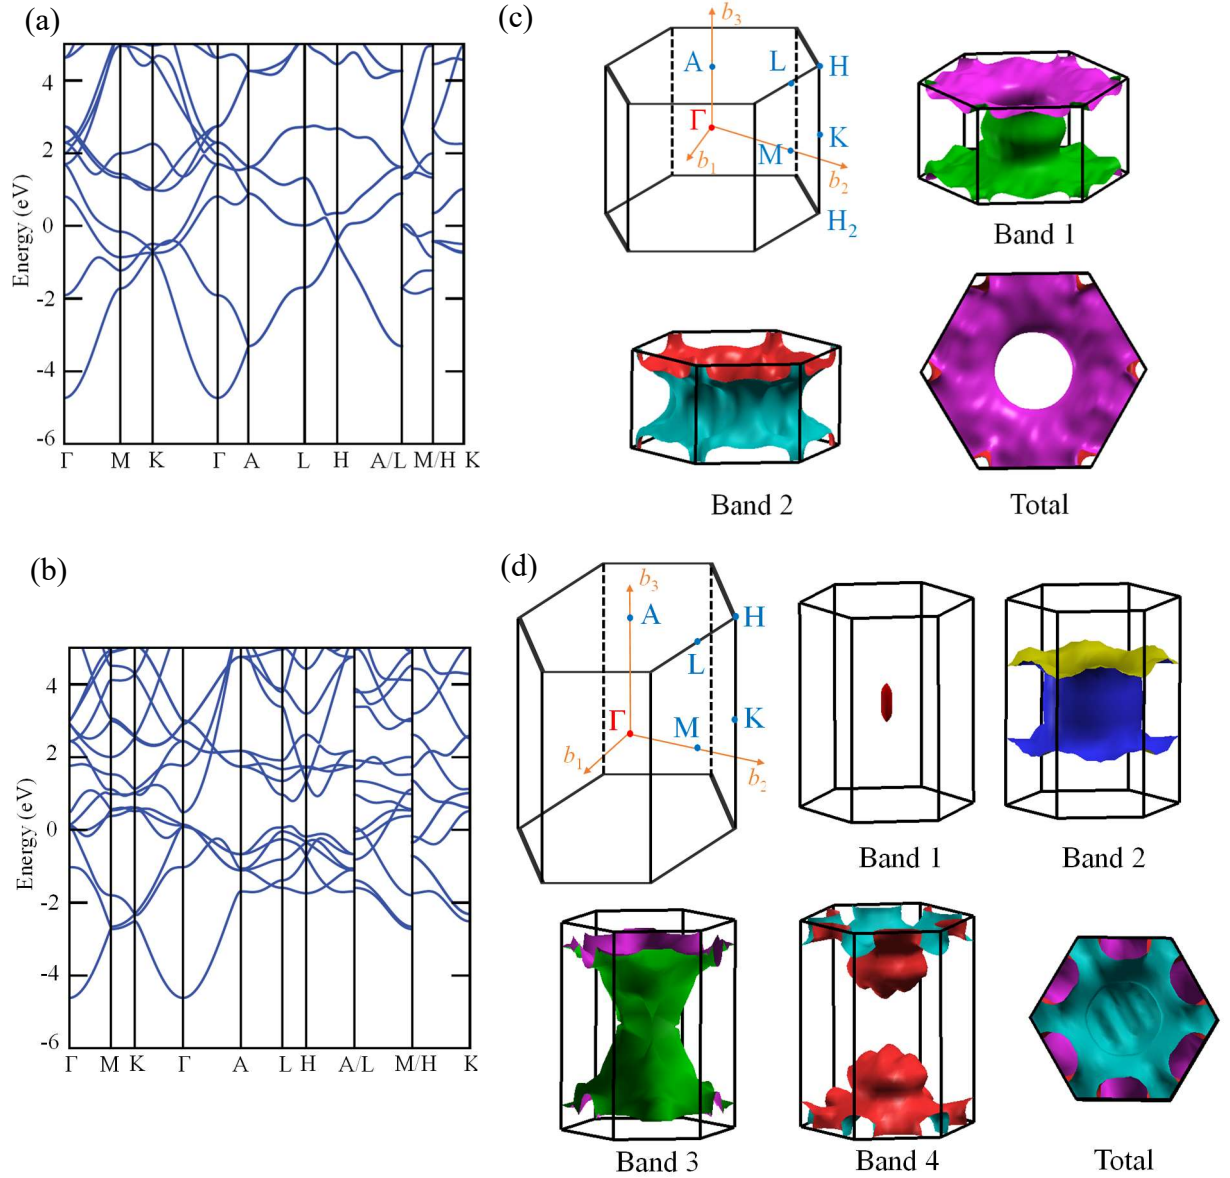 (a)
Energy (eV)
4
2
0
-2
-4
-6
Γ M K Γ A L H A/L M/H K
(c)
b3
A
L
H
Γ
K
M
b1
b2
H2
Band 1
Band 2
Total
(b)
Energy (eV)
4
2
0
-2
-4
-6
Γ M K Γ A L H A/L M/H K
(d)
b3
A
H
L
Γ
K
M
b1
b2
Band 1
Band 2
Band 3
Band 4
Total